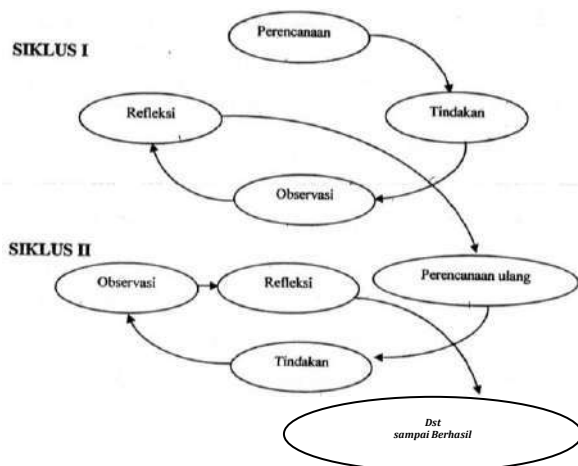 Perencanaan
SIKLUS I
Refleksi
Tindakan
Observasi
SIKLUS II
Perencanaan ulang
Observasi
Refleksi
Tindakan
Dst
sampai Berhasil